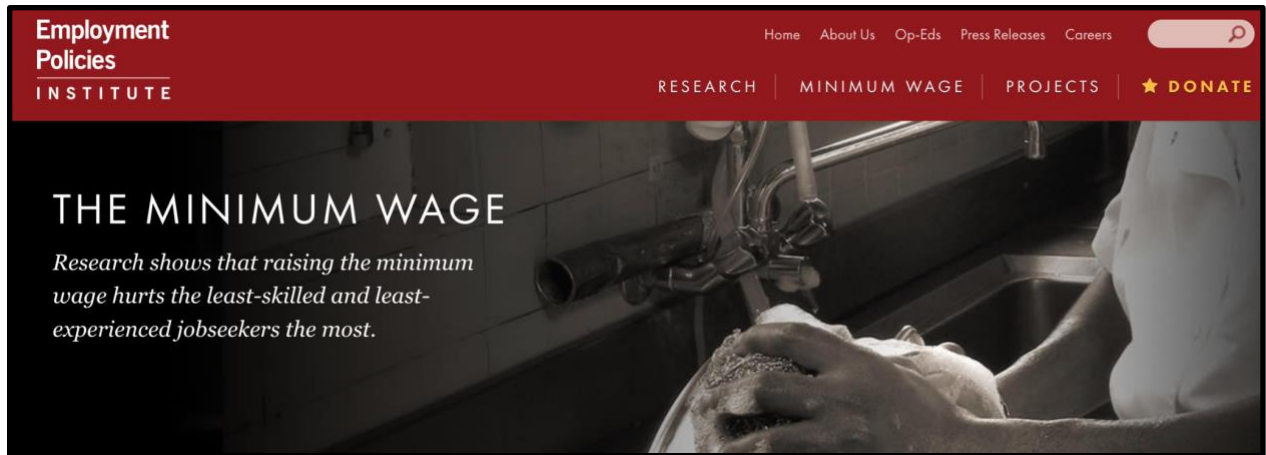 Employment
Policies
INSTITUTE
Home About Us Op-Eds Press Releases Careers
RESEARCH MINIMUM WAGE PROJECTS DONATE
THE MINIMUM WAGE
Research shows that raising the minimum
wage hurts the least-skilled and least-
experienced jobseekers the most.